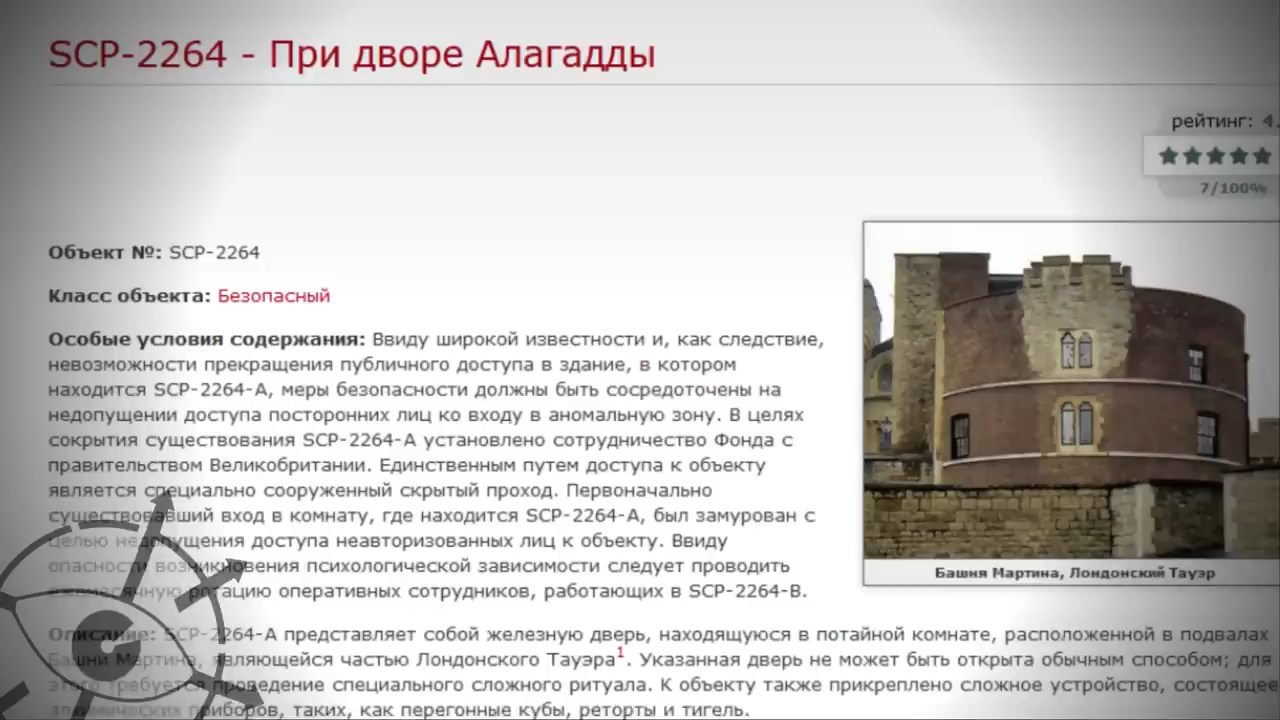 SCP-2264 - При дворе Алагадды
рейтинг: 4.
7/100%
Объект №: SCP-2264
Класс объекта: Безопасный
Особые условия содержания: Ввиду широкой известности и, как следствие,
невозможности прекращения публичного доступа в здание, в котором
находится SCP-2264-A, меры безопасности должны быть сосредоточены на
недопущении доступа посторонних лиц ко входу в аномальную зону. В целях
сокрытия существования SCP-2264-A установлено сотрудничество Фонда с
правительством Великобритании. Единственным путем доступа к объекту
является специально сооруженный скрытый проход. Первоначально
существовавший вход в комнату, где находится SCP-2264-A, был замурован с
целью недопущения доступа неавторизованных лиц к объекту. Ввиду
опасности возникновения психологической зависимости следует проводить
ежемесячную ротацию оперативных сотрудников, работающих в SCP-2264-B.
Башня Мартина, Лондонский Тауэр
Описание: SCP-2264-A представляет собой железную дверь, находящуюся в потайной комнате, расположенной в подвалах
Башни Мартина, являющейся частью Лондонского Тауэра1. Указанная дверь не может быть открыта обычным способом; для
этого требуется проведение специального сложного ритуала. К объекту также прикреплено сложное устройство, состоящее
приборов, таких, как перегонные кубы, реторты и тигель.